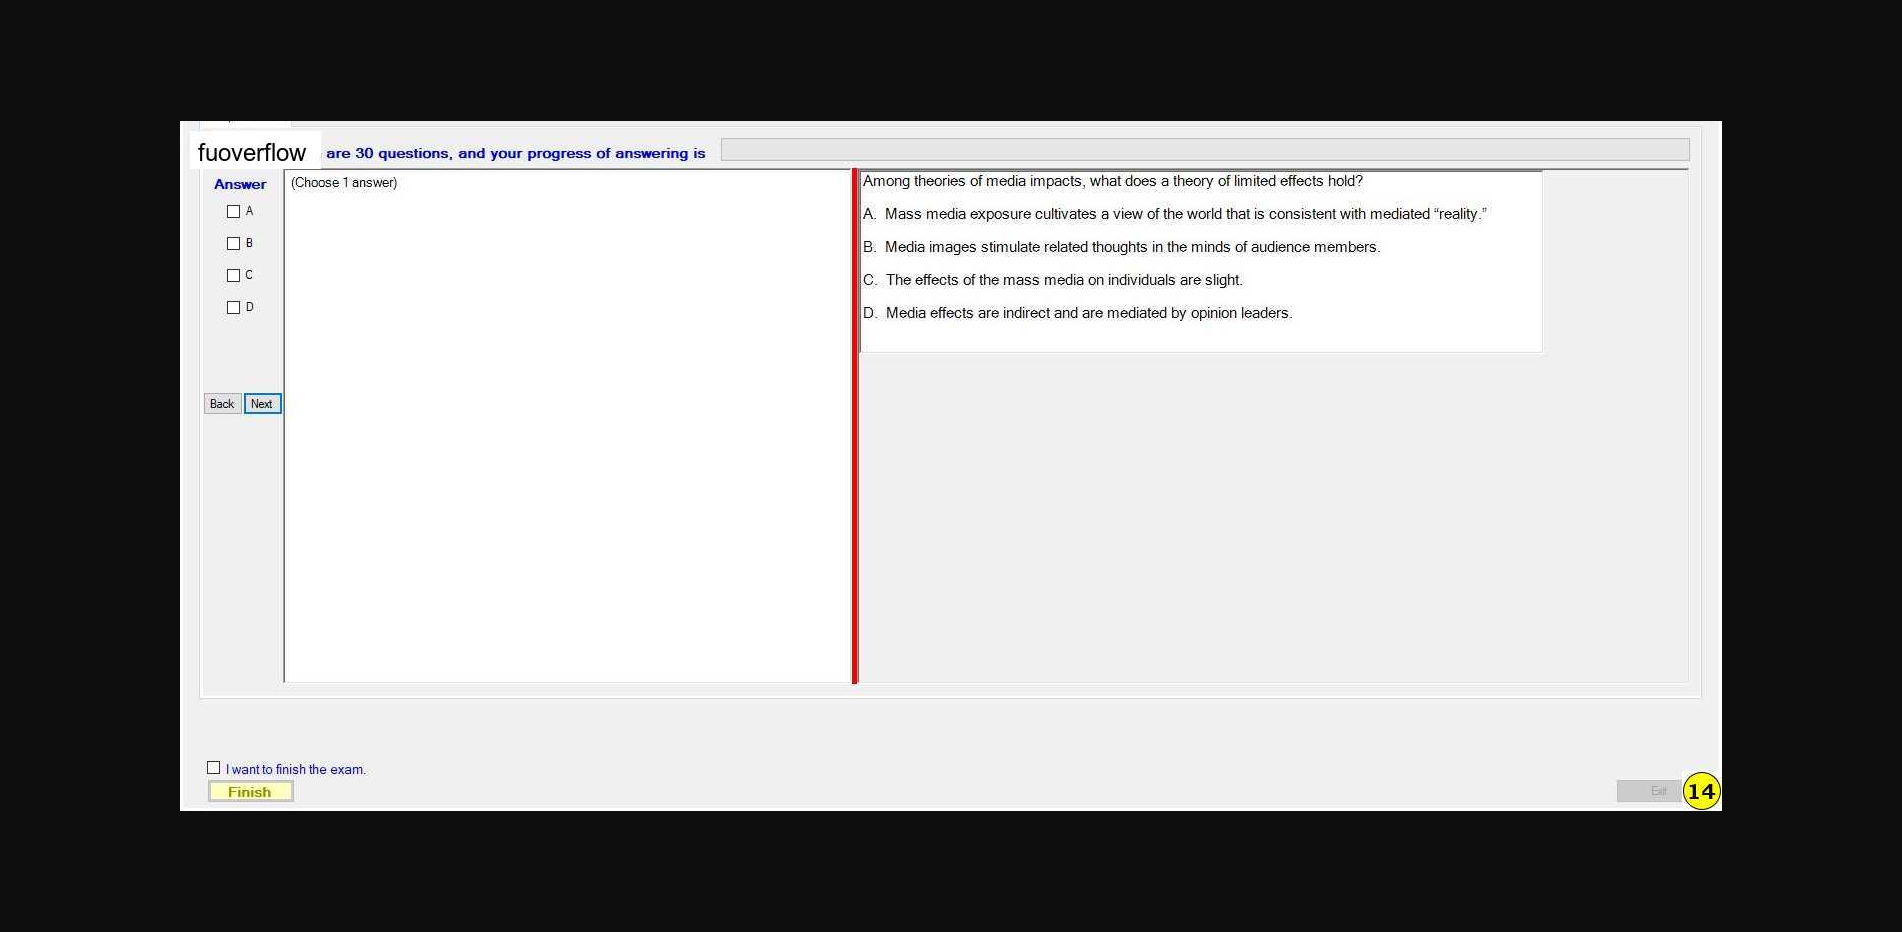 fuoverflow are 30 questions, and your progress of answering is
Answer
(Choose 1 answer)
A
B
C
D
Back Next
Among theories of media impacts, what does a theory of limited effects hold?
A. Mass media exposure cultivates a view of the world that is consistent with mediated “reality.”
B. Media images stimulate related thoughts in the minds of audience members.
C. The effects of the mass media on individuals are slight.
D. Media effects are indirect and are mediated by opinion leaders.
I want to finish the exam.
Finish
Exit
14